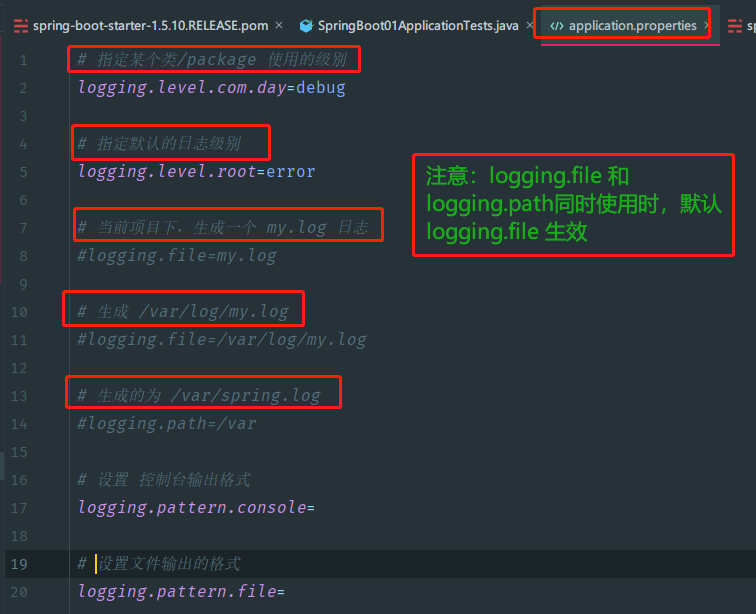 spring-boot-starter-1.5.10.RELEASE.pom × SpringBoot01ApplicationTests.java × application.properties × sp
1 # 指定某个类/package 使用的级别
2 logging.level.com.day=debug
3
4 # 指定默认的日志级别
5 logging.level.root=error
6
7 # 当前项目下，生成一个 my.log 日志
8 #logging.file=my.log
9
10 # 生成 /var/log/my.log
11 #logging.file=/var/log/my.log
12
13 # 生成的为 /var/spring.log
14 #logging.path=/var
15
16 # 设置 控制台输出格式
17 logging.pattern.console=
18
19 # 设置文件输出的格式
20 logging.pattern.file=
注意：logging.file 和
logging.path同时使用时，默认
logging.file 生效